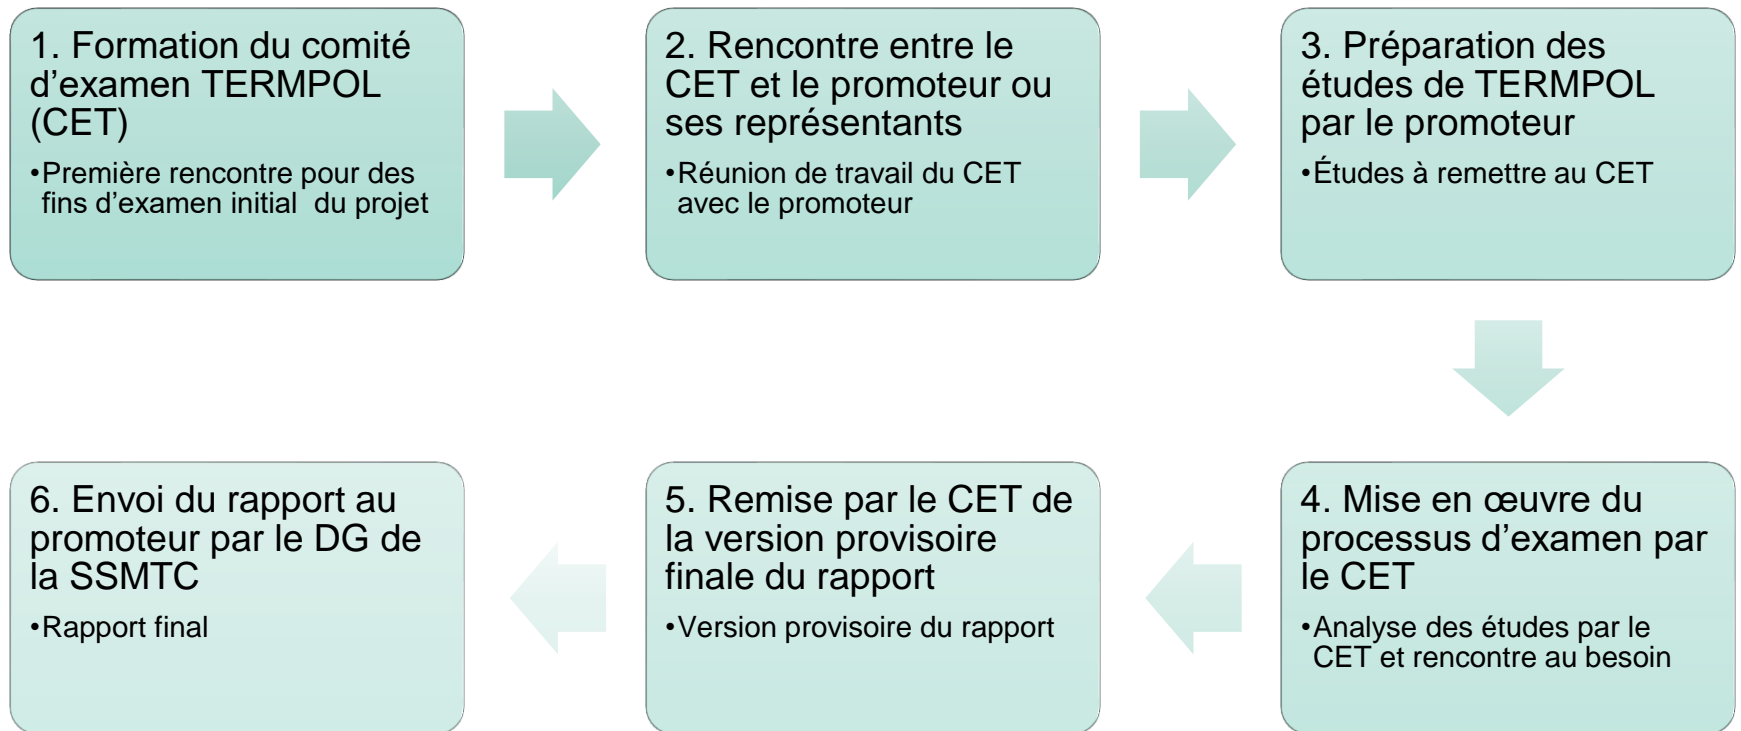 1. Formation du comité
d’examen TERMPOL
(CET)
•Première rencontre pour des
fins d’examen initial  du projet
2. Rencontre entre le
CET et le promoteur ou
ses représentants
•Réunion de travail du CET
avec le promoteur
3. Préparation des
études de TERMPOL
par le promoteur
•Études à remettre au CET
4. Mise en œuvre du
processus d’examen par
le CET
•Analyse des études par le
CET et rencontre au besoin
5. Remise par le CET de
la version provisoire
finale du rapport
•Version provisoire du rapport
6. Envoi du rapport au
promoteur par le DG de
la SSMTC
•Rapport final